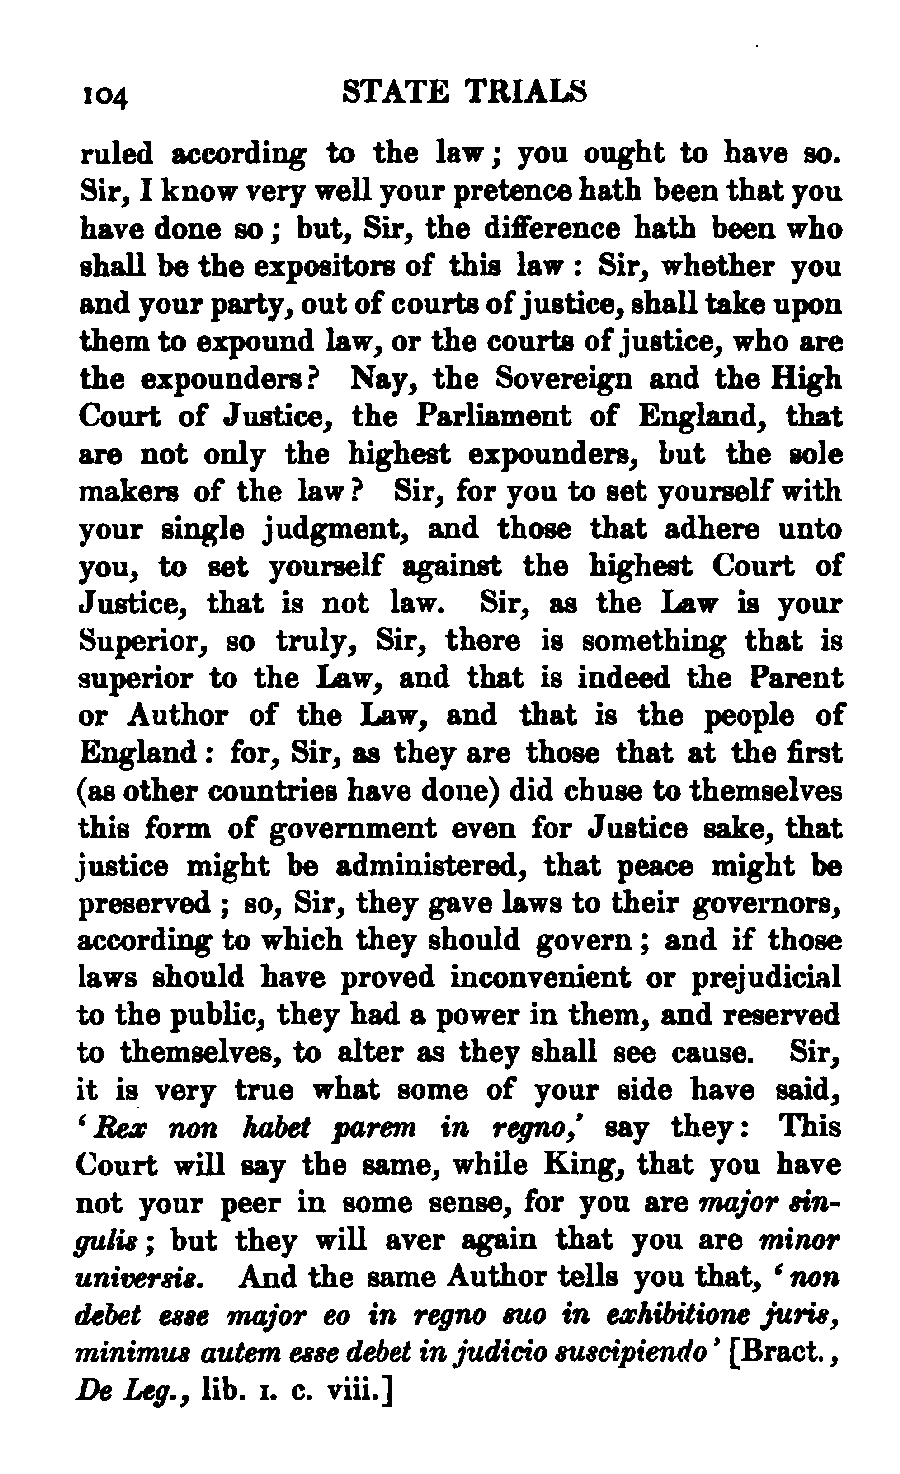 104 STATE TRIALS
ruled according to the law; you ought to have so.
Sir, I know very well your pretence hath been that you
have done so; but, Sir, the difference hath been who
shall be the expositors of this law: Sir, whether you
and your party, out of courts of justice, shall take upon
them to expound law, or the courts of justice, who are
the expounders? Nay, the Sovereign and the High
Court of Justice, the Parliament of England, that
are not only the highest expounders, but the sole
makers of the law? Sir, for you to set yourself with
your single judgment, and those that adhere unto
you, to set yourself against the highest Court of
Justice, that is not law. Sir, as the Law is your
Superior, so truly, Sir, there is something that is
superior to the Law, and that is indeed the Parent
or Author of the Law, and that is the people of
England: for, Sir, as they are those that at the first
(as other countries have done) did chuse to themselves
this form of government even for Justice sake, that
justice might be administered, that peace might be
preserved; so, Sir, they gave laws to their governors,
according to which they should govern; and if those
laws should have proved inconvenient or prejudicial
to the public, they had a power in them, and reserved
to themselves, to alter as they shall see cause. Sir,
it is very true what some of your side have said,
‘Rex non habet parem in regno,’ say they: This
Court will say the same, while King, that you have
not your peer in some sense, for you are major sin-
gulis; but they will aver again that you are minor
universis. And the same Author tells you that, ‘non
debet esse major eo in regno suo in exhibitione juris,
minimus autem esse debet in judicio suscipiendo’ [Bract.,
De Leg., lib. I. c. viii.]